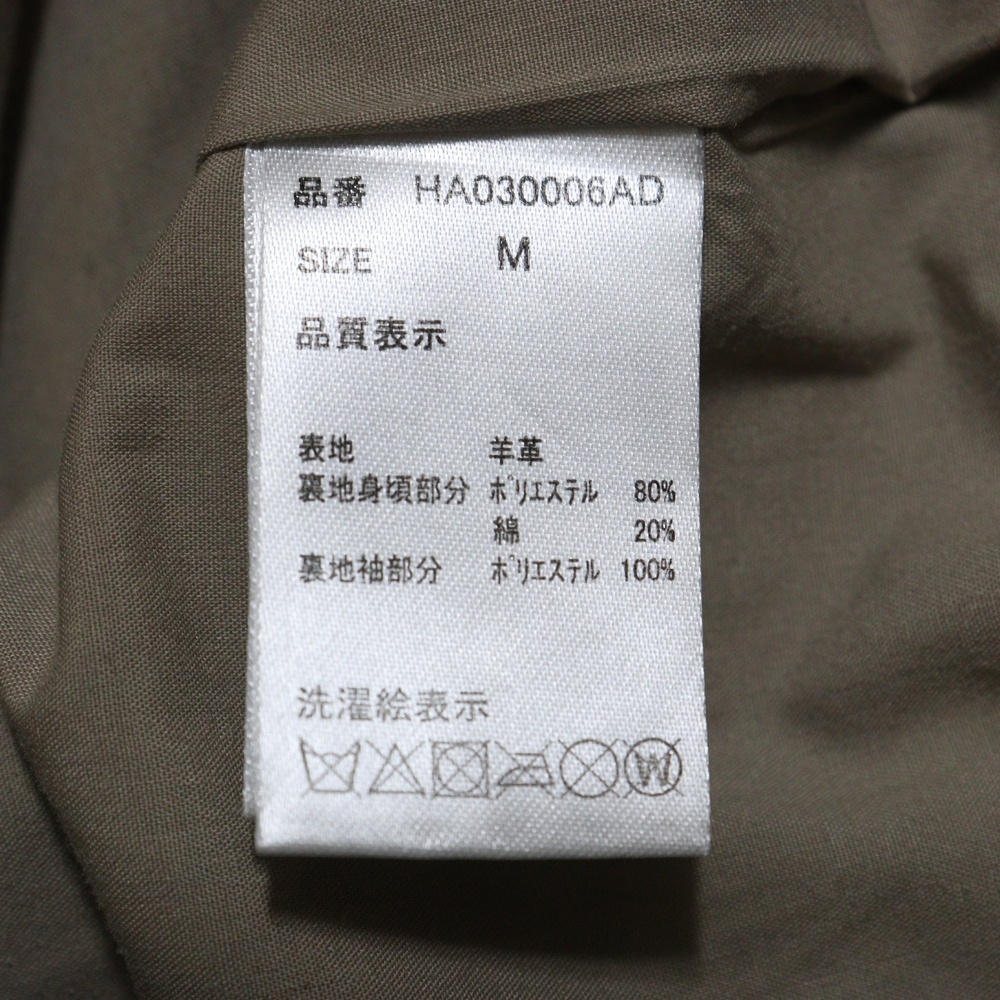 品番 HA030006AD
SIZE M
品質表示
表地 羊革
裏地身頃部分 ポリエステル 80%
綿 20%
裏地袖部分 ポリエステル 100%
洗濯絵表示
W